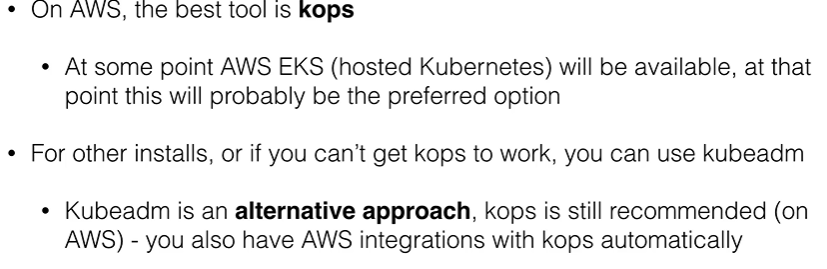 • On AWS, the best tool is kops
• At some point AWS EKS (hosted Kubernetes) will be available, at that
point this will probably be the preferred option
• For other installs, or if you can’t get kops to work, you can use kubeadm
• Kubeadm is an alternative approach, kops is still recommended (on
AWS) - you also have AWS integrations with kops automatically